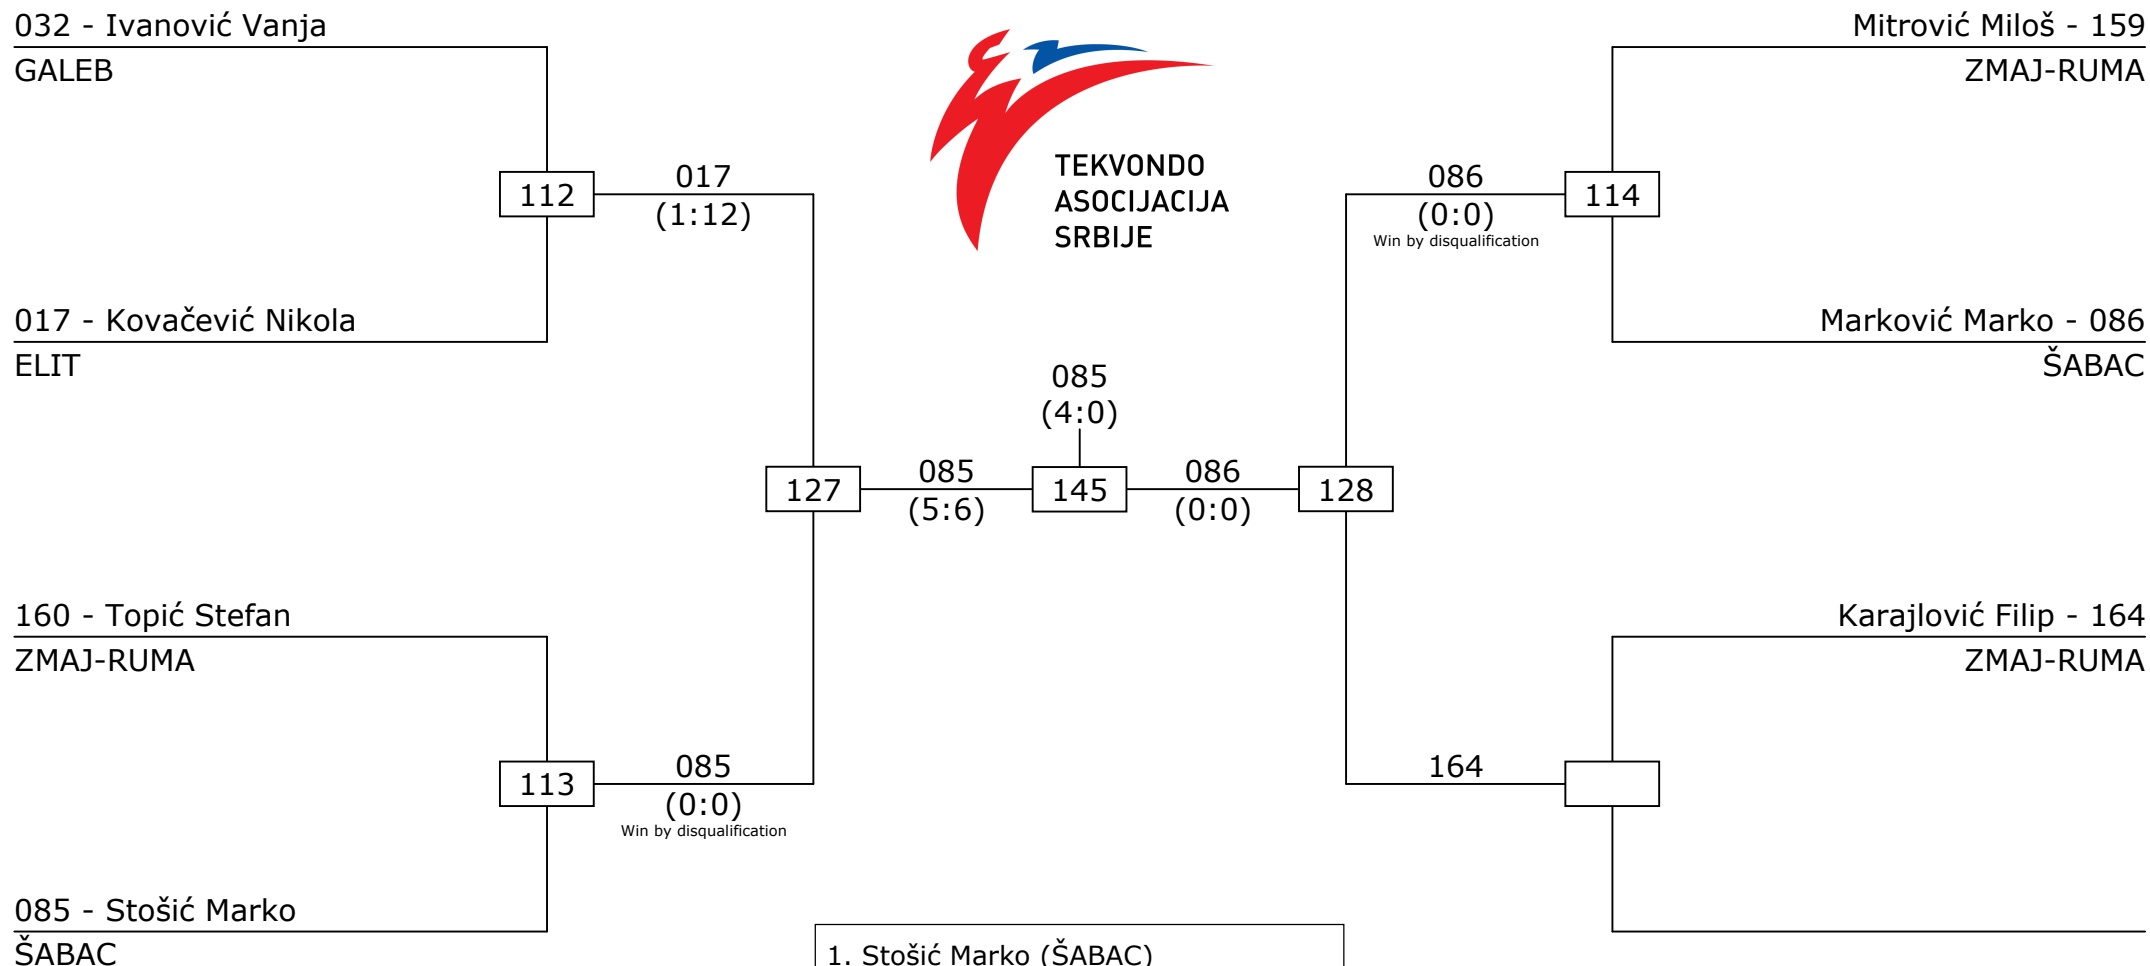 032 - Ivanović Vanja
GALEB
Mitrović Miloš - 159
ZMAJ-RUMA
TEKVONDO
ASOCIJACIJA
SRBIJE
112
017
(1:12)
086
(0:0)
Win by disqualification
114
017 - Kovačević Nikola
ELIT
Marković Marko - 086
ŠABAC
085
(4:0)
127
085
(5:6)
145
086
(0:0)
128
160 - Topić Stefan
ZMAJ-RUMA
Karajlović Filip - 164
ZMAJ-RUMA
113
085
(0:0)
Win by disqualification
164
085 - Stošić Marko
ŠABAC
1. Stošić Marko (ŠABAC)